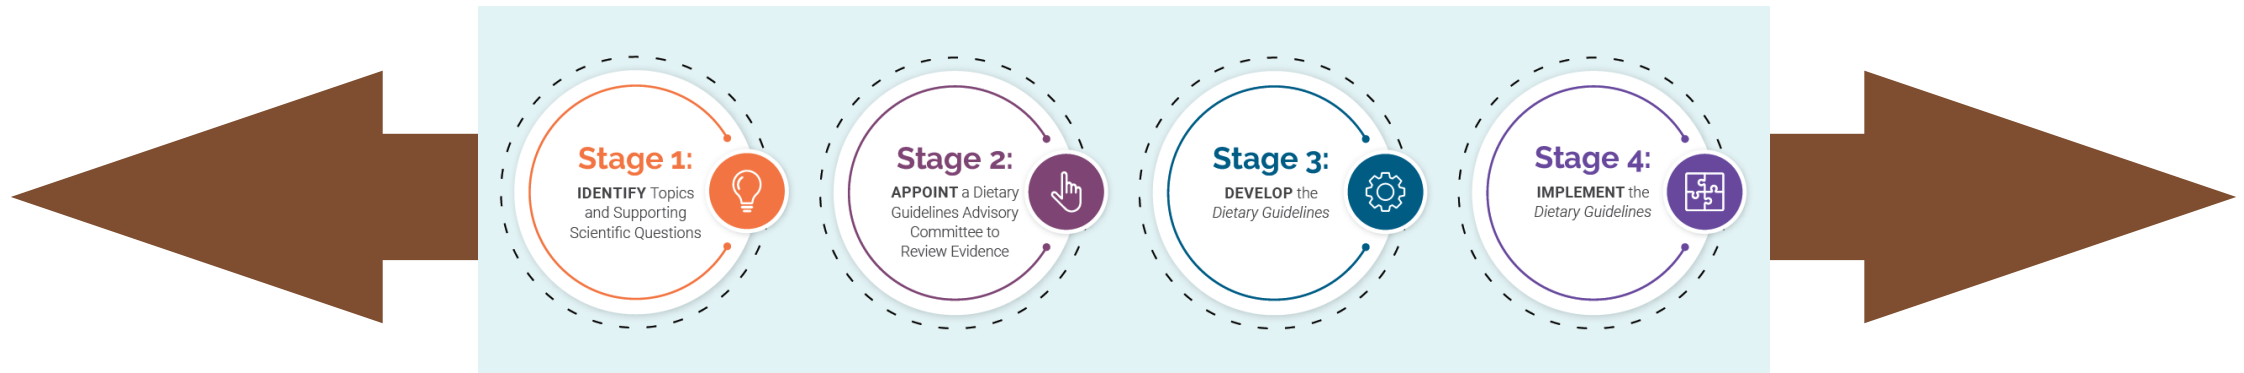 Stage 1:
IDENTIFY Topics
and Supporting
Scientific Questions
Stage 2:
APPOINT a Dietary
Guidelines Advisory
Committee to
Review Evidence
Stage 3:
DEVELOP the
Dietary Guidelines
Stage 4:
IMPLEMENT the
Dietary Guidelines